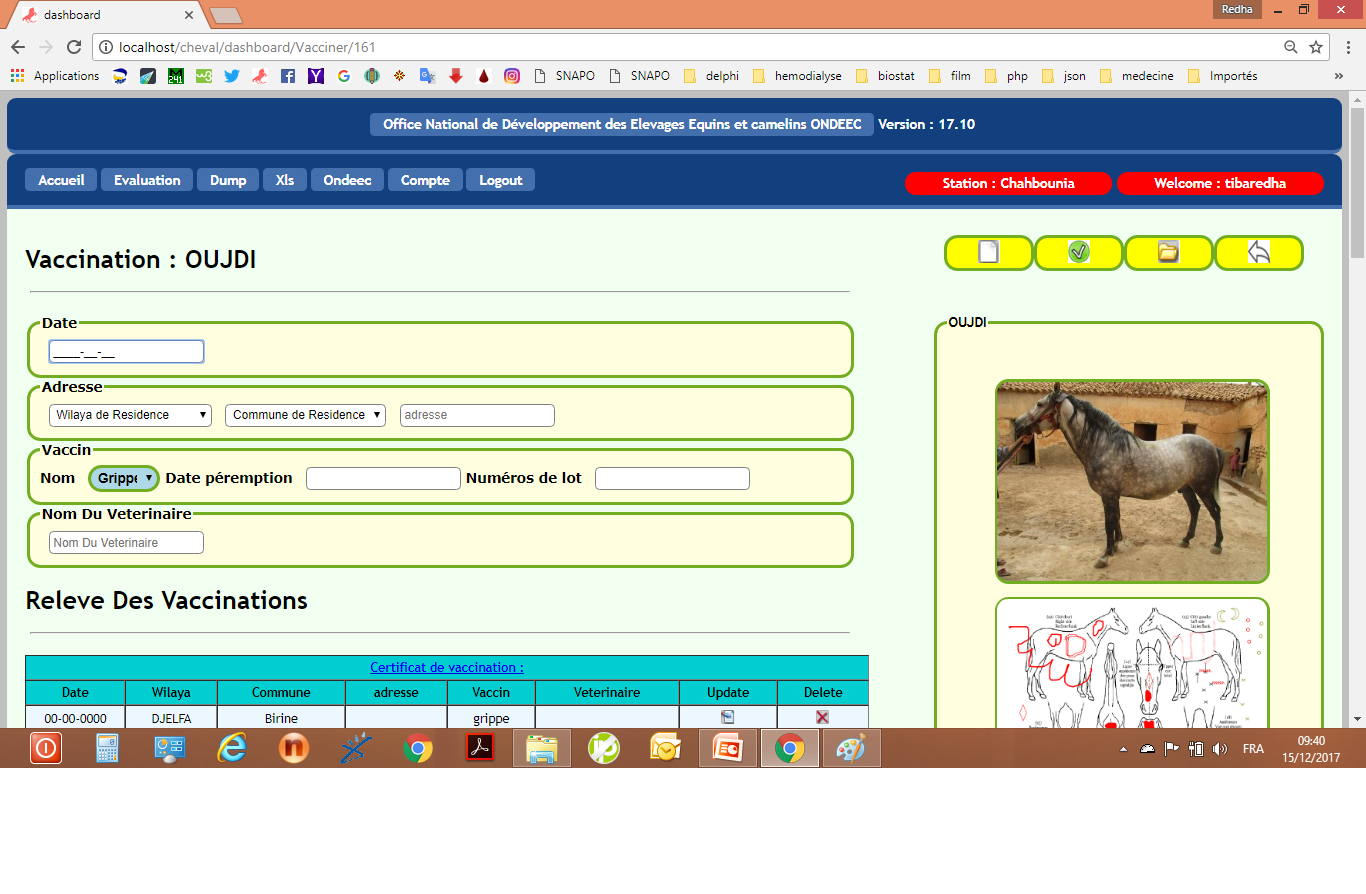 dashboard
Redha
localhost/cheval/dashboard/Vacciner/161
Applications SNAPO SNAPO delphi hemodialyse biostat film php json medecine Importés »
Office National de Développement des Elevages Equins et camelins ONDEEC Version : 17.10
Accueil Evaluation Dump Xls Ondeec Compte Logout
Station : Chahbounia Welcome : tibaredha
Vaccination : OUJDI
Date
____-__-__
Adresse
Wilaya de Residence Commune de Residence adresse
Vaccin
Nom Grippe Date péremption Numéros de lot
Nom Du Veterinaire
Nom Du Veterinaire
OUJDI
Releve Des Vaccinations
Certificat de vaccination :
Date Wilaya Commune adresse Vaccin Veterinaire Update Delete
00-00-0000 DJELFA Birine grippe
FRA
09:40
15/12/2017